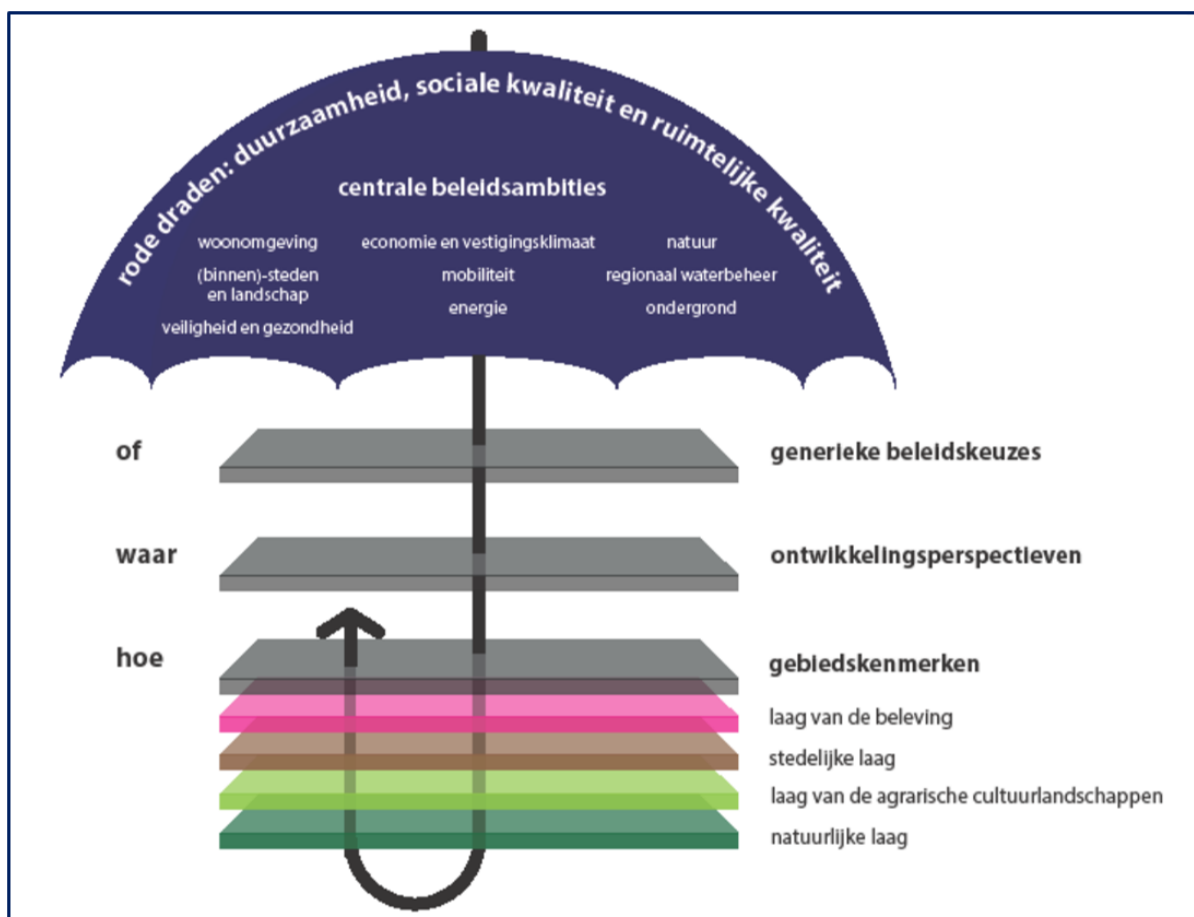 rode draden: duurzaamheid, sociale kwaliteit en ruimtelijke kwaliteit
centrale beleidsambities
woonomgeving
(binnen)-steden
en landschap
veiligheid en gezondheid
economie en vestigingsklimaat
mobiliteit
energie
natuur
regionaal waterbeheer
ondergrond
of
generieke beleidskeuzes
waar
ontwikkelingsperspectieven
hoe
gebiedskenmerken
laag van de beleving
stedelijke laag
laag van de agrarische cultuurlandschappen
natuurlijke laag